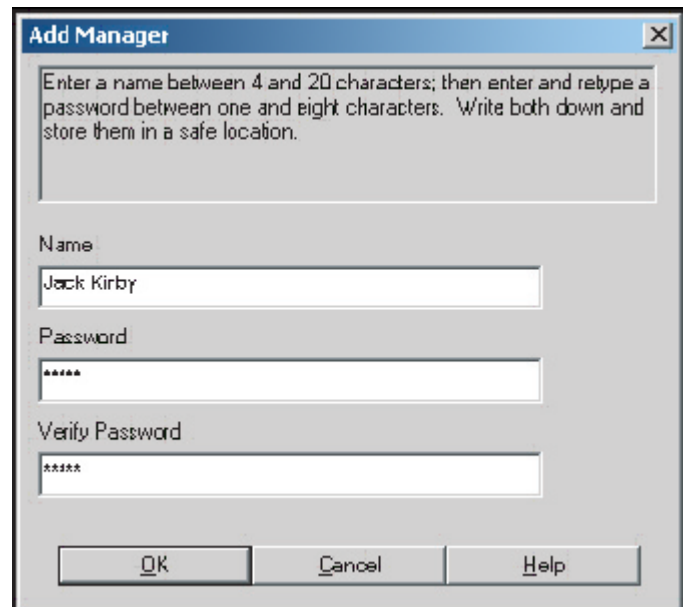 Add Manager
Enter a name between 4 and 20 characters; then enter and retype a
password between one and eight characters. Write both down and
store them in a safe location.
Name
Jack Kirby
Password
*****
Verify Password
*****
OK Cancel Help